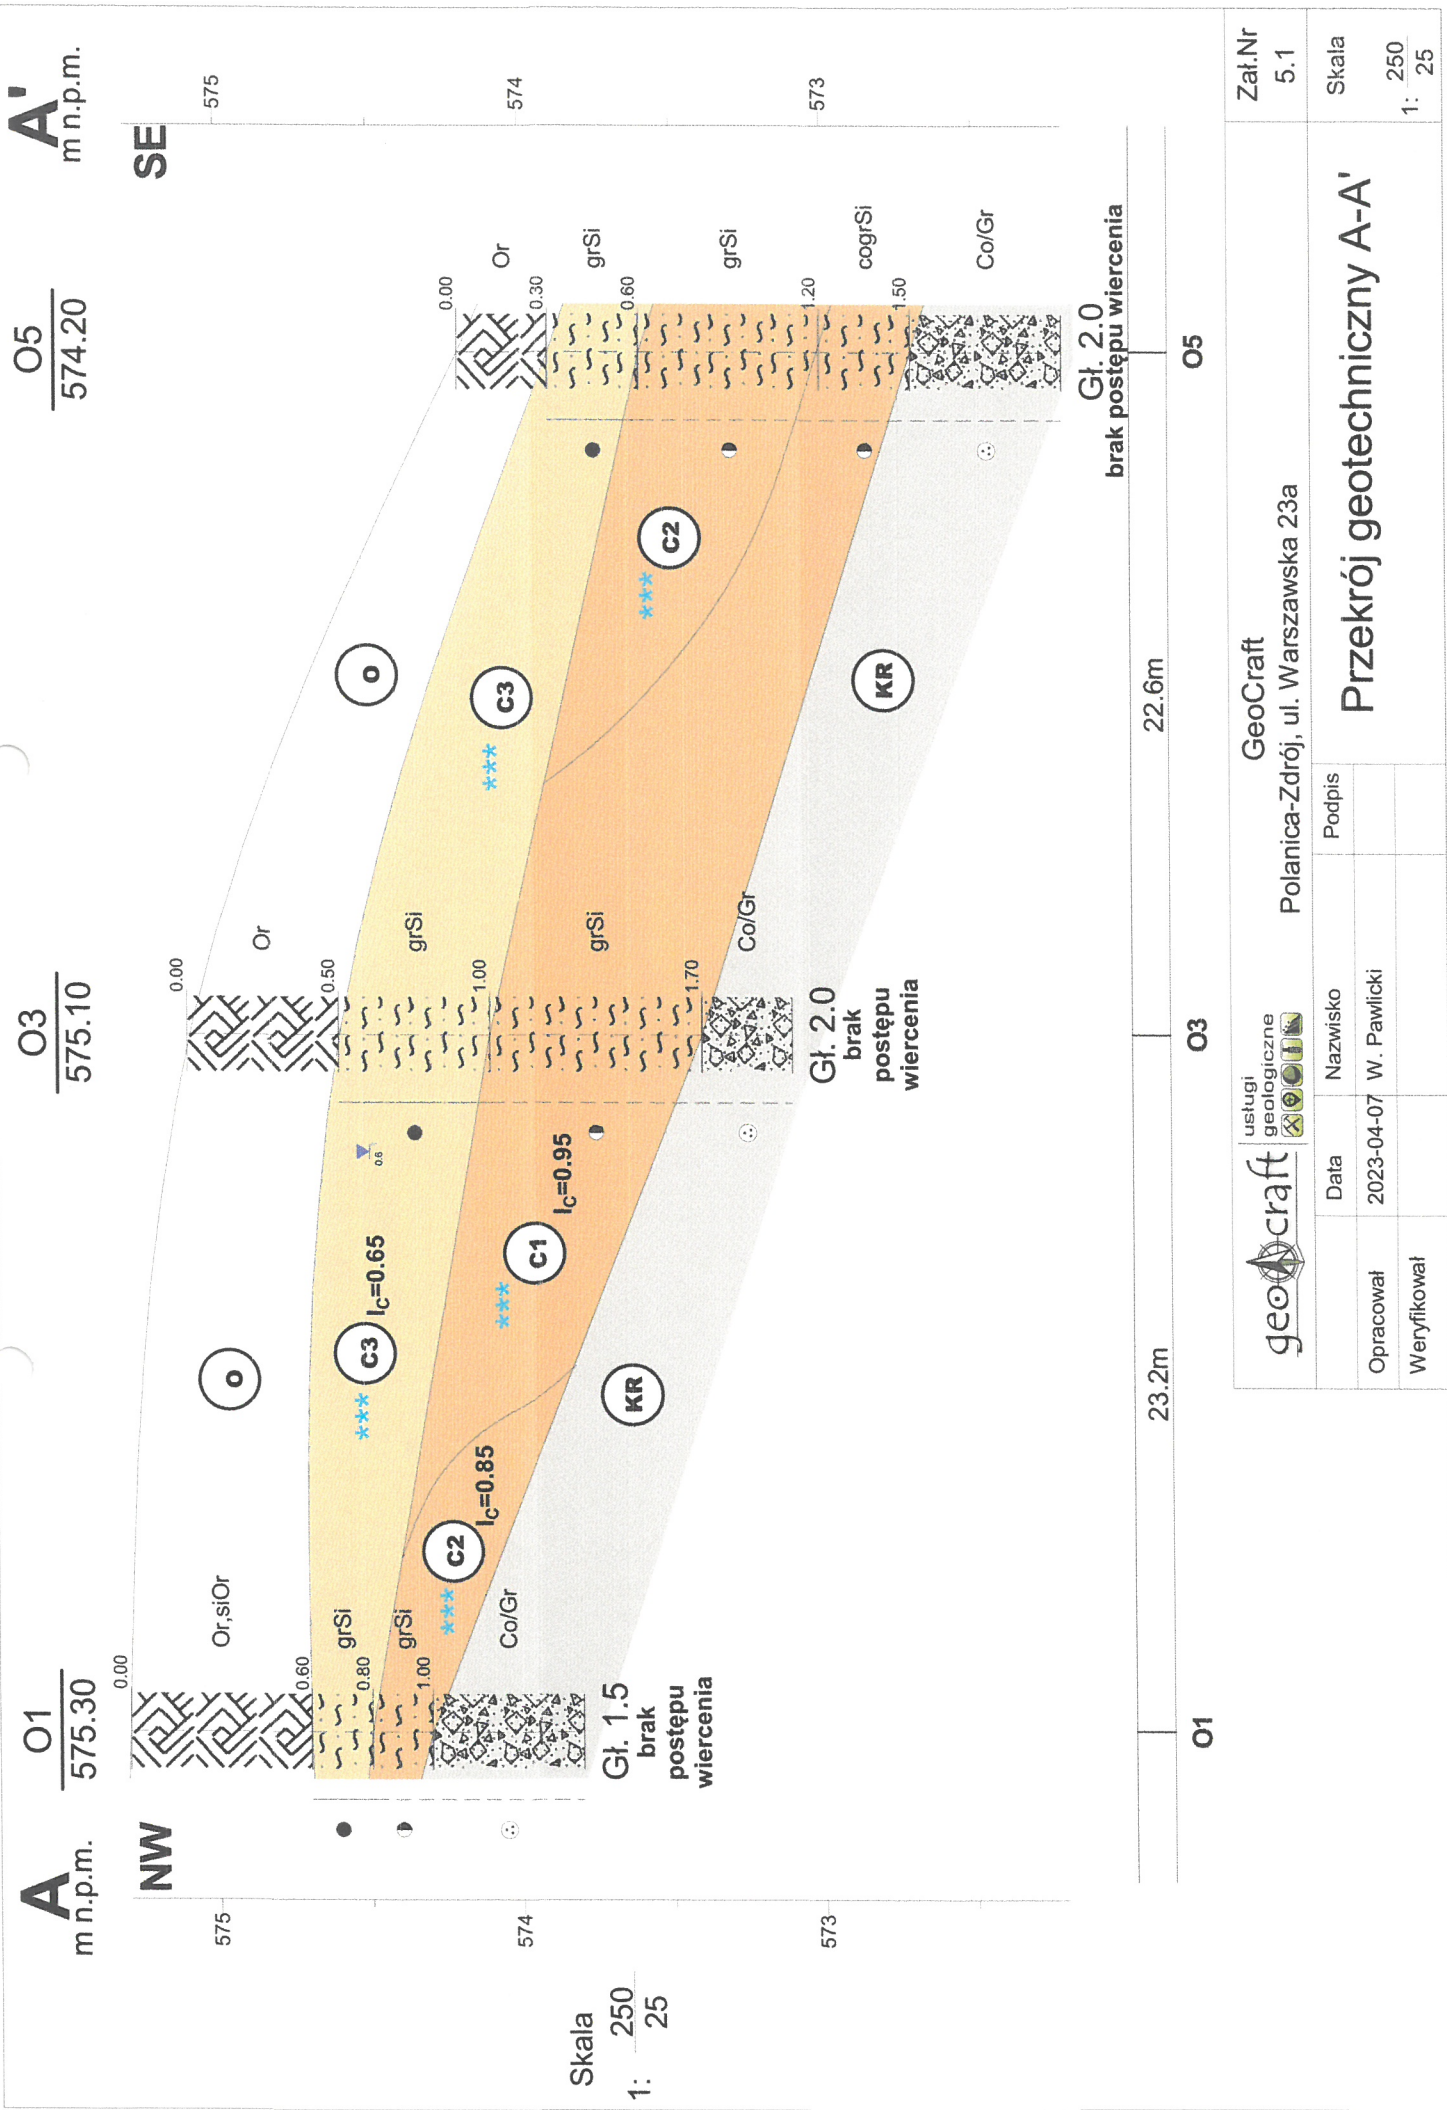 A
m n.p.m.
NW
O1
575.30
O3
575.10
O5
574.20
A'
m n.p.m.
SE
575
574
573
575
574
573
Skala
1: 250
25
0.00
Or,siOr
0.60
grSi
0.80
grSi
1.00
Co/Gr
Gł. 1.5
brak
postępu
wiercenia
o
C3
***
IC=0.65
C2
***
IC=0.85
C1
***
IC=0.95
KR
0.6
0.00
Or
0.50
grSi
1.00
grSi
1.70
Co/Gr
Gł. 2.0
brak
postępu
wiercenia
o
C3
***
C2
***
KR
0.00
Or
0.30
grSi
0.60
grSi
1.20
cogrSi
1.50
Co/Gr
Gł. 2.0
brak postępu wiercenia
23.2m
22.6m
O1
O3
O5
geo craft
usługi
geologiczne
GeoCraft
Polanica-Zdrój, ul. Warszawska 23a
Zał.Nr
5.1
Data
Nazwisko
Podpis
Opracował
2023-04-07
W. Pawlicki
Weryfikował
Przekrój geotechniczny A-A'
Skala
1: 250
25